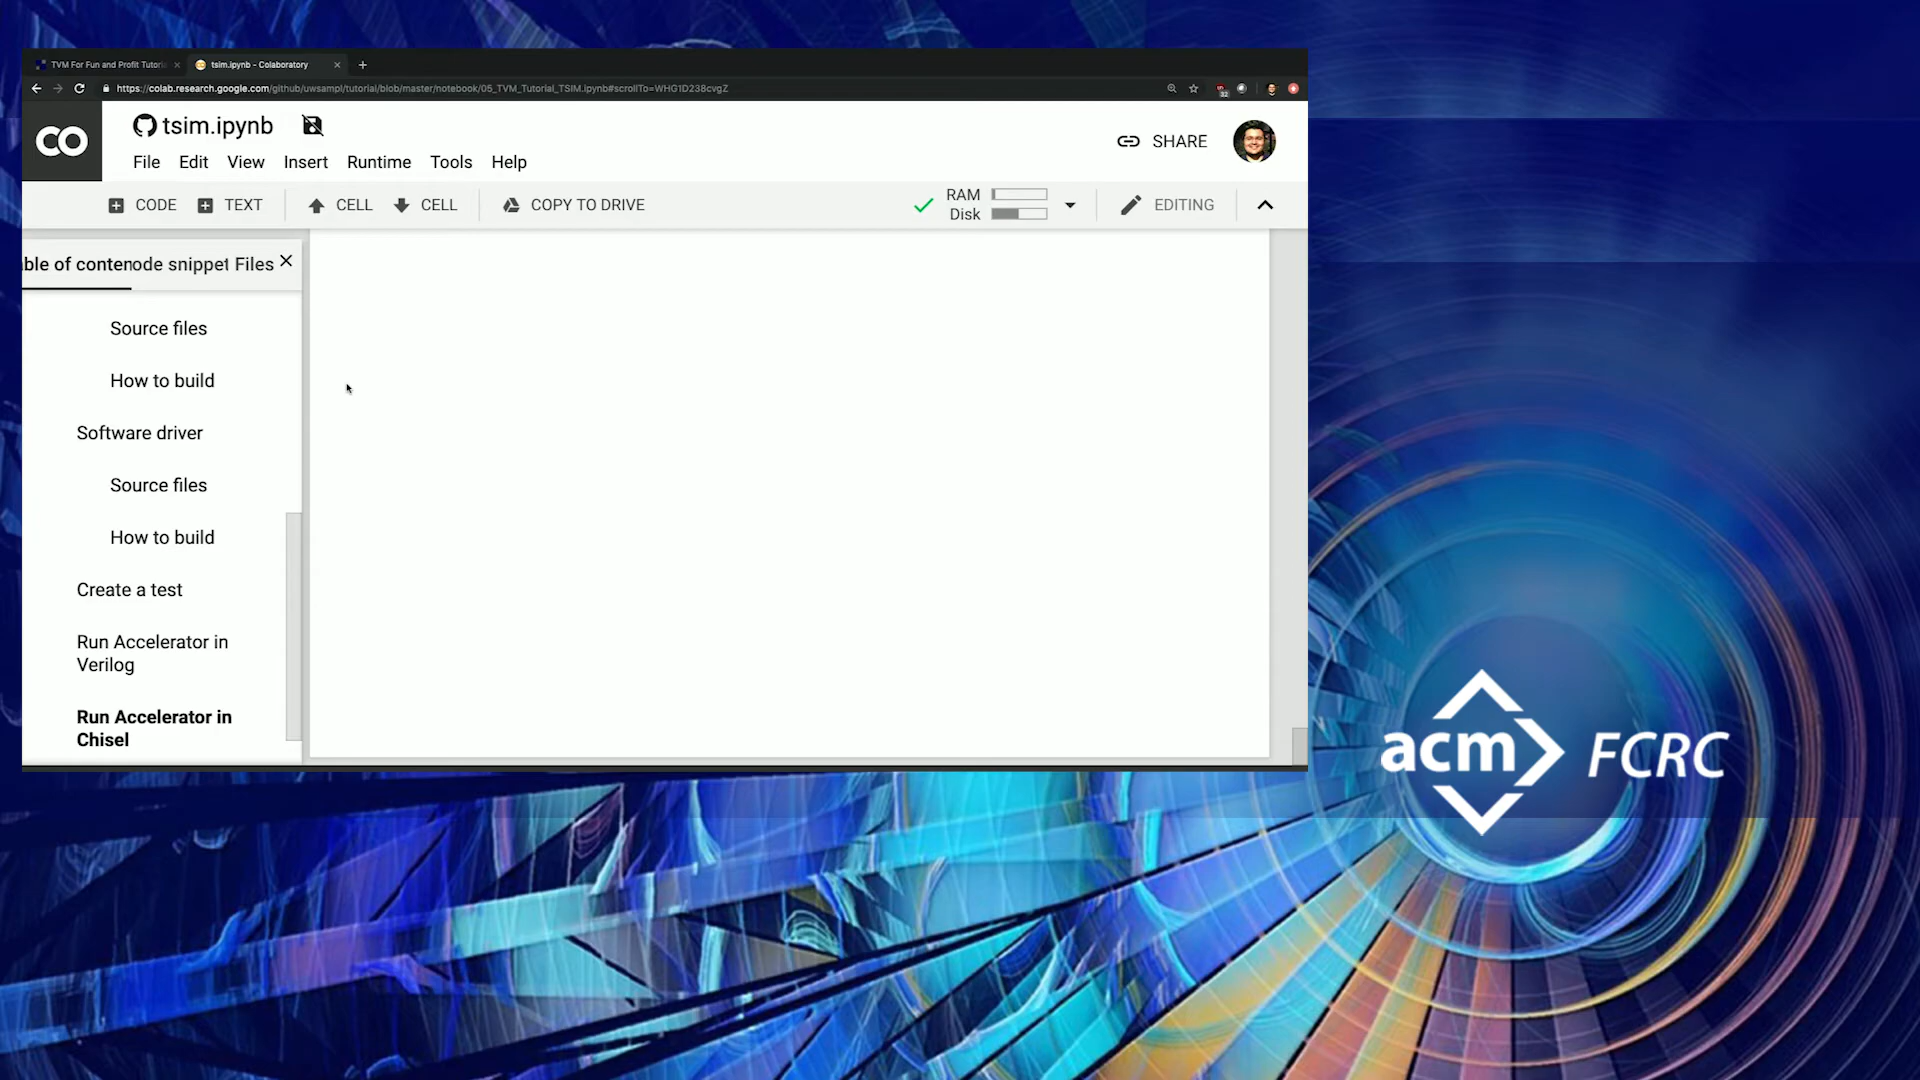 TVM For Fun and Profit Tutoria
tsim.ipynb - Colaboratory
https://colab.research.google.com/github/uwsampl/tutorial/blob/master/notebook/05_TVM_Tutorial_TSIM.ipynb#scrollTo=WHG1D238cvgZ
CO
tsim.ipynb
File Edit View Insert Runtime Tools Help
SHARE
CODE TEXT CELL CELL COPY TO DRIVE
RAM
Disk
EDITING
ble of conten ode snippet Files
Source files
How to build
Software driver
Source files
How to build
Create a test
Run Accelerator in
Verilog
Run Accelerator in
Chisel
acm FCRC